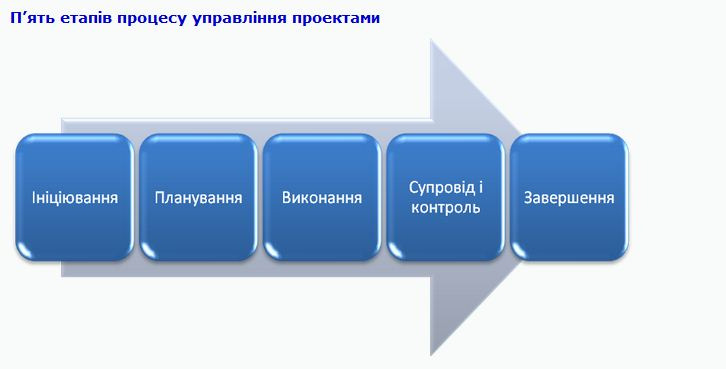 П’ять етапів процесу управління проектами
Ініціювання
Планування
Виконання
Супровід і
контроль
Завершення